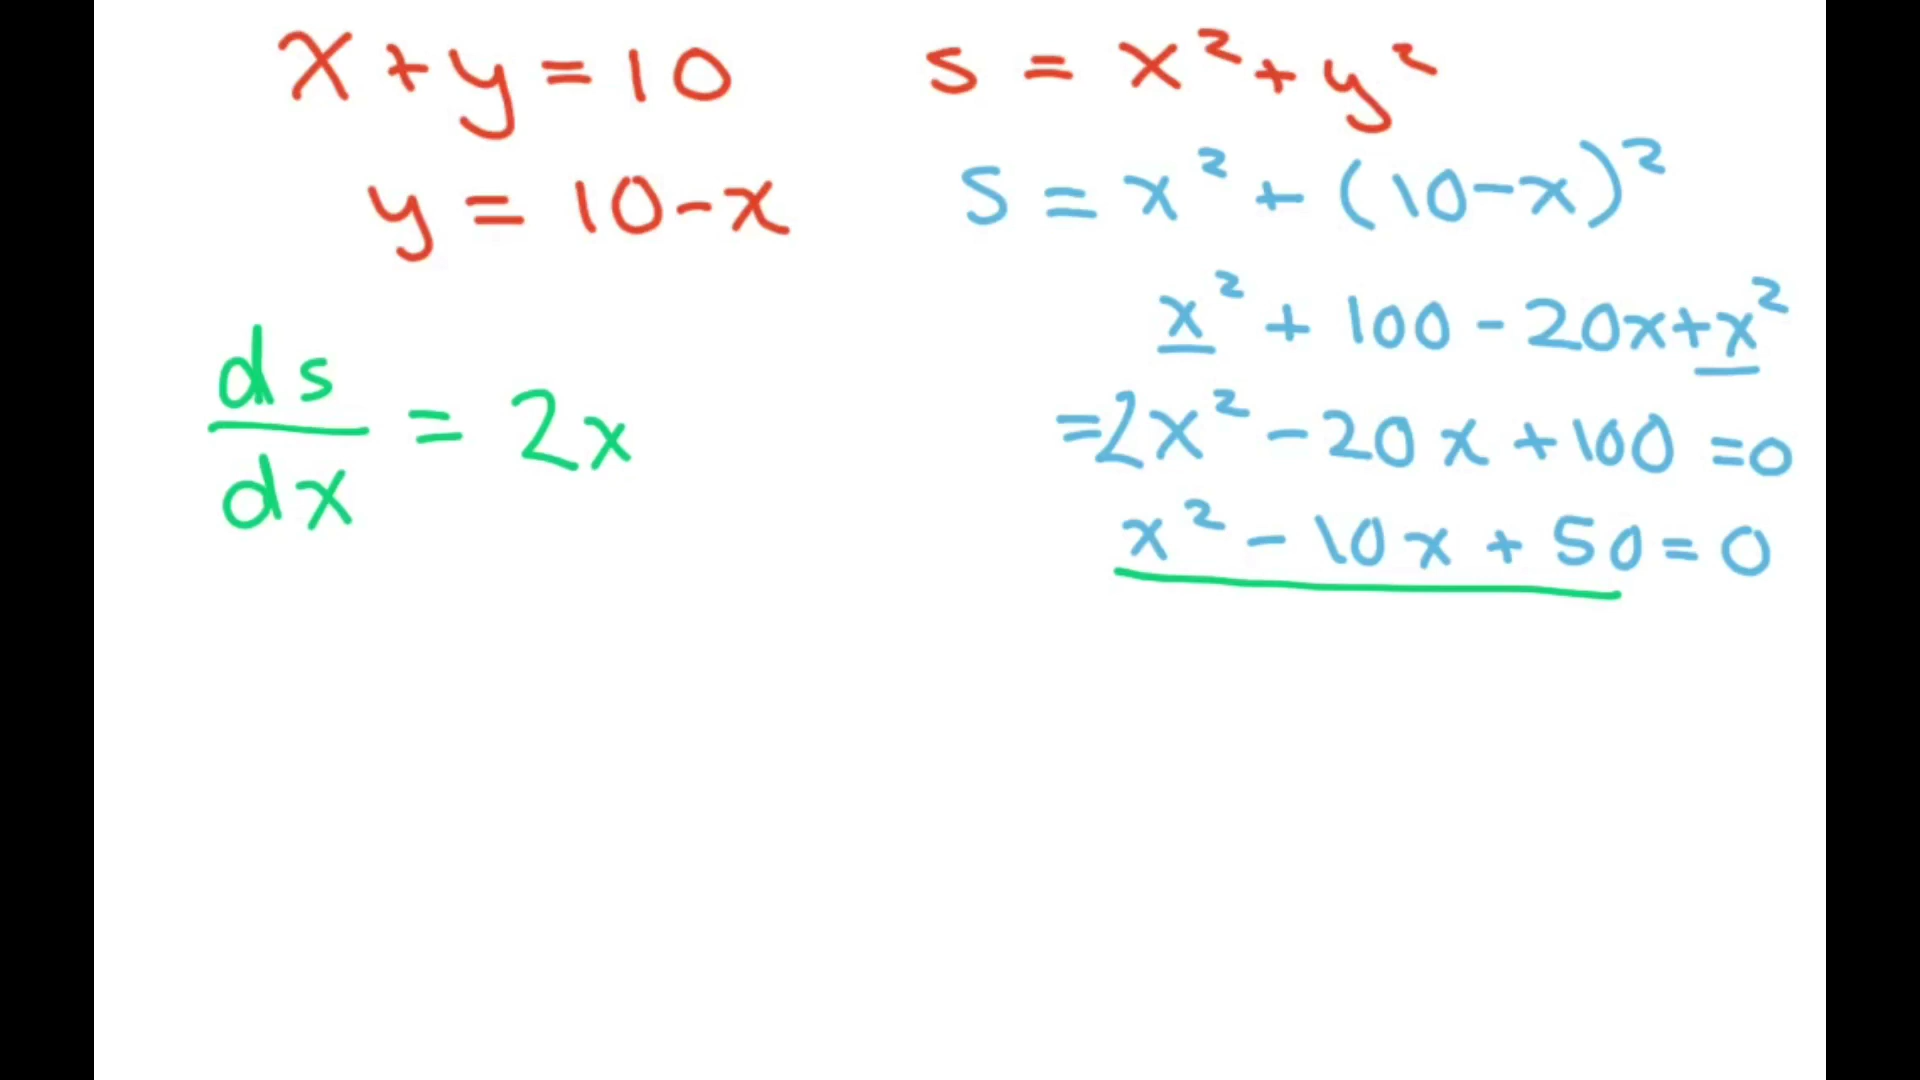 x + y = 10
y = 10 - x
s = x² + y²
s = x² + (10 - x)²
x² + 100 - 20x + x²
= 2x² - 20x + 100 = 0
x² - 10x + 50 = 0
ds/dx = 2x